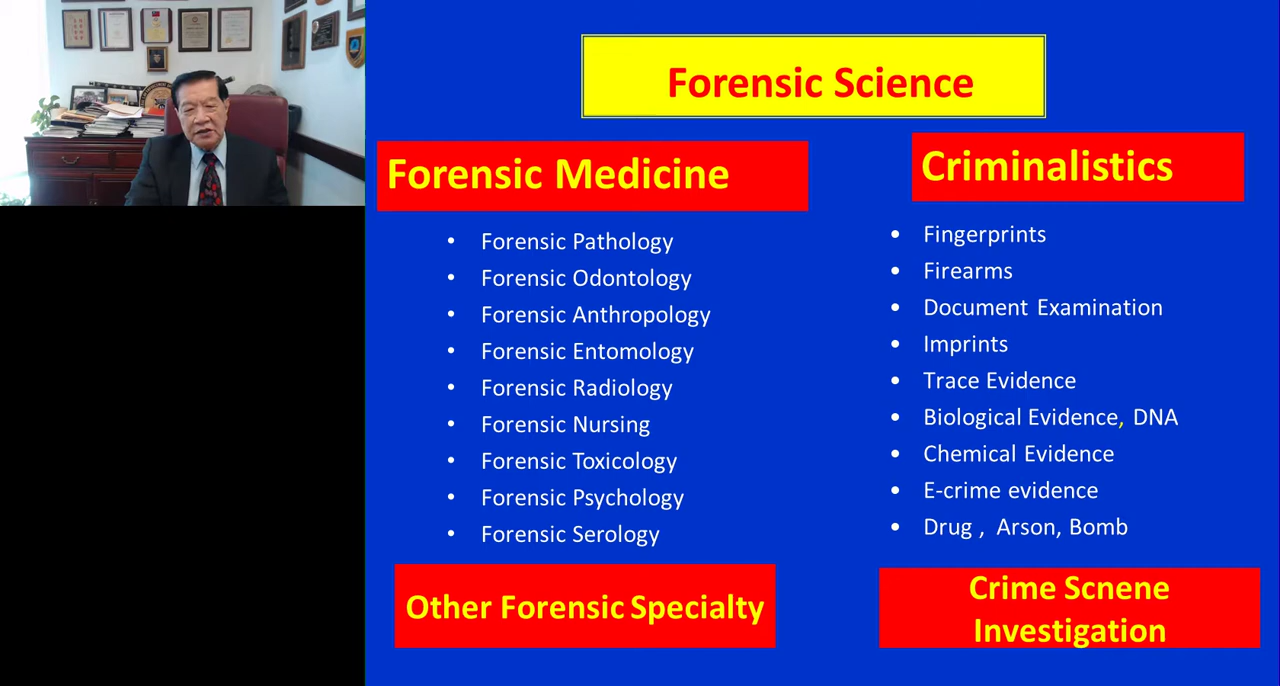 Forensic Science
Forensic Medicine
• Forensic Pathology
• Forensic Odontology
• Forensic Anthropology
• Forensic Entomology
• Forensic Radiology
• Forensic Nursing
• Forensic Toxicology
• Forensic Psychology
• Forensic Serology
Other Forensic Specialty
Criminalistics
• Fingerprints
• Firearms
• Document Examination
• Imprints
• Trace Evidence
• Biological Evidence, DNA
• Chemical Evidence
• E-crime evidence
• Drug , Arson, Bomb
Crime Scnene
Investigation